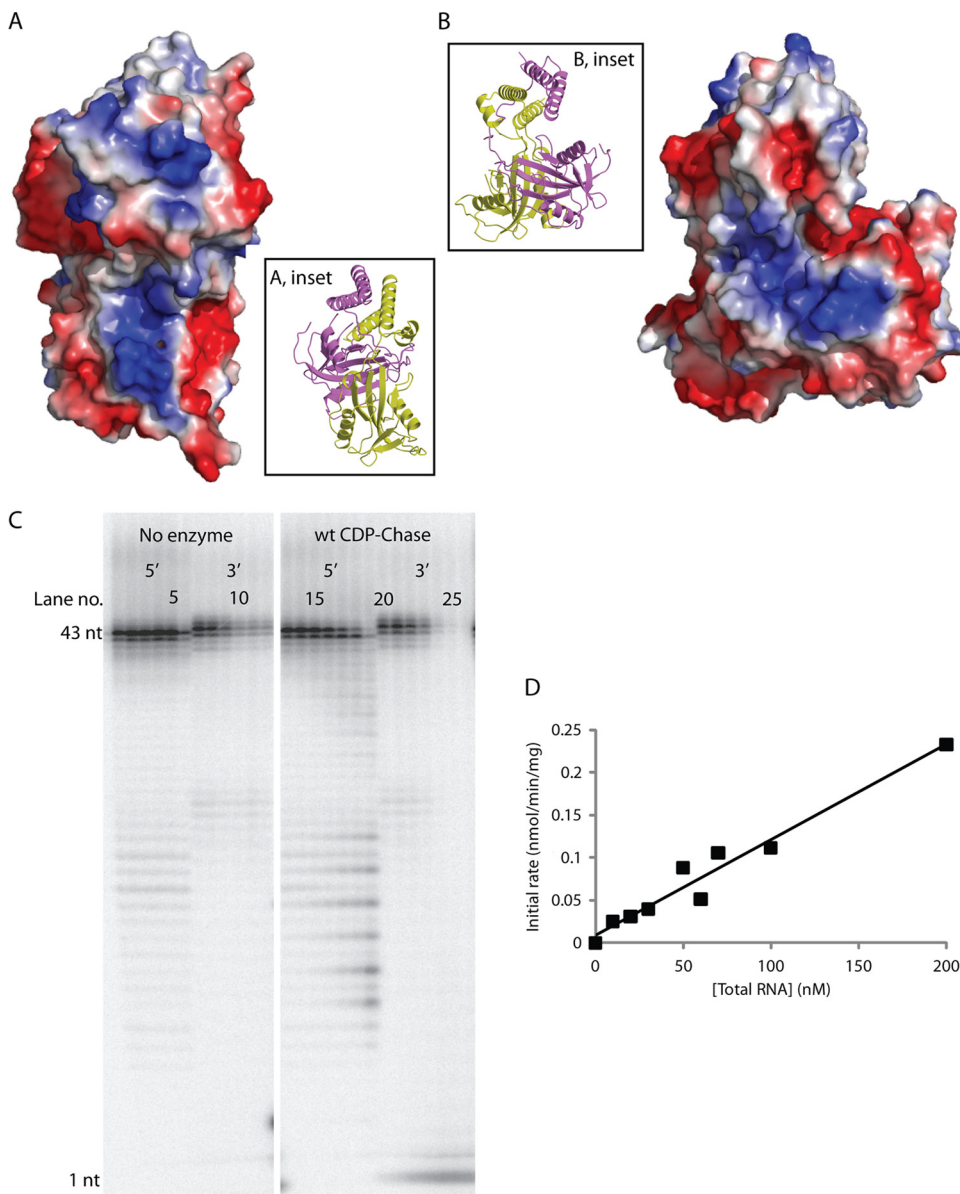 A
B
B, inset
A, inset
C
No enzyme
wt CDP-Chase
5′ 3′ 5′ 3′
Lane no. 5 10 15 20 25
43 nt
1 nt
D
Initial rate (nmol/min/mg)
0.25
0.2
0.15
0.1
0.05
0
0 50 100 150 200
[Total RNA] (nM)